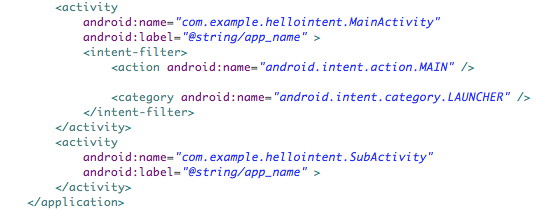 <activity
android:name="com.example.hellointent.MainActivity"
android:label="@string/app_name" >
<intent-filter>
<action android:name="android.intent.action.MAIN" />
<category android:name="android.intent.category.LAUNCHER" />
</intent-filter>
</activity>
<activity
android:name="com.example.hellointent.SubActivity"
android:label="@string/app_name" >
</activity>
</application>